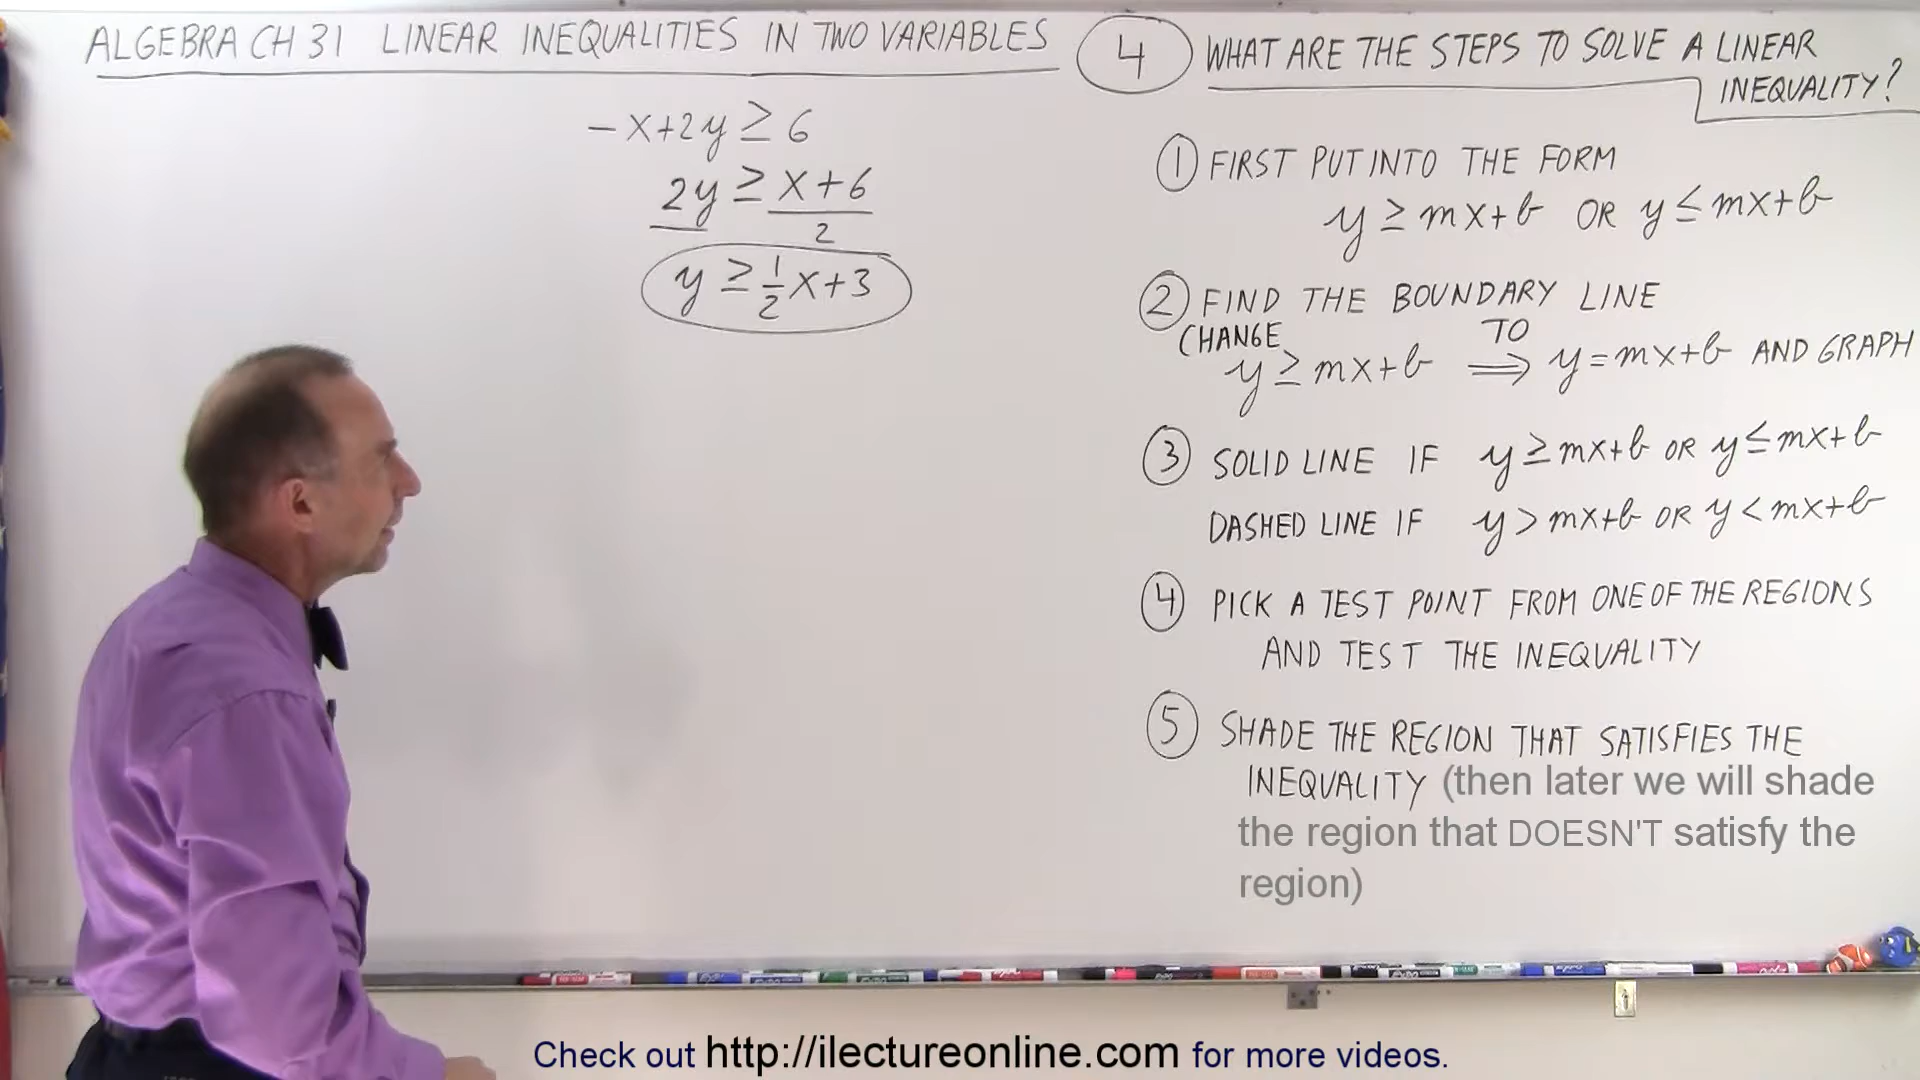 ALGEBRA CH 31 LINEAR INEQUALITIES IN TWO VARIABLES
-x+2y ≥ 6
2y ≥ x+6
2
y ≥ 1/2 x+3
4 WHAT ARE THE STEPS TO SOLVE A LINEAR
INEQUALITY?
1 FIRST PUT INTO THE FORM
y ≥ mx+b OR y ≤ mx+b
2 FIND THE BOUNDARY LINE
CHANGE TO
y ≥ mx+b ⇒ y = mx+b AND GRAPH
3 SOLID LINE IF y ≥ mx+b OR y ≤ mx+b
DASHED LINE IF y > mx+b OR y < mx+b
4 PICK A TEST POINT FROM ONE OF THE REGIONS
AND TEST THE INEQUALITY
5 SHADE THE REGION THAT SATISFIES THE
INEQUALITY (then later we will shade
the region that DOESN'T satisfy the
region)
Check out http://ilectureonline.com for more videos.